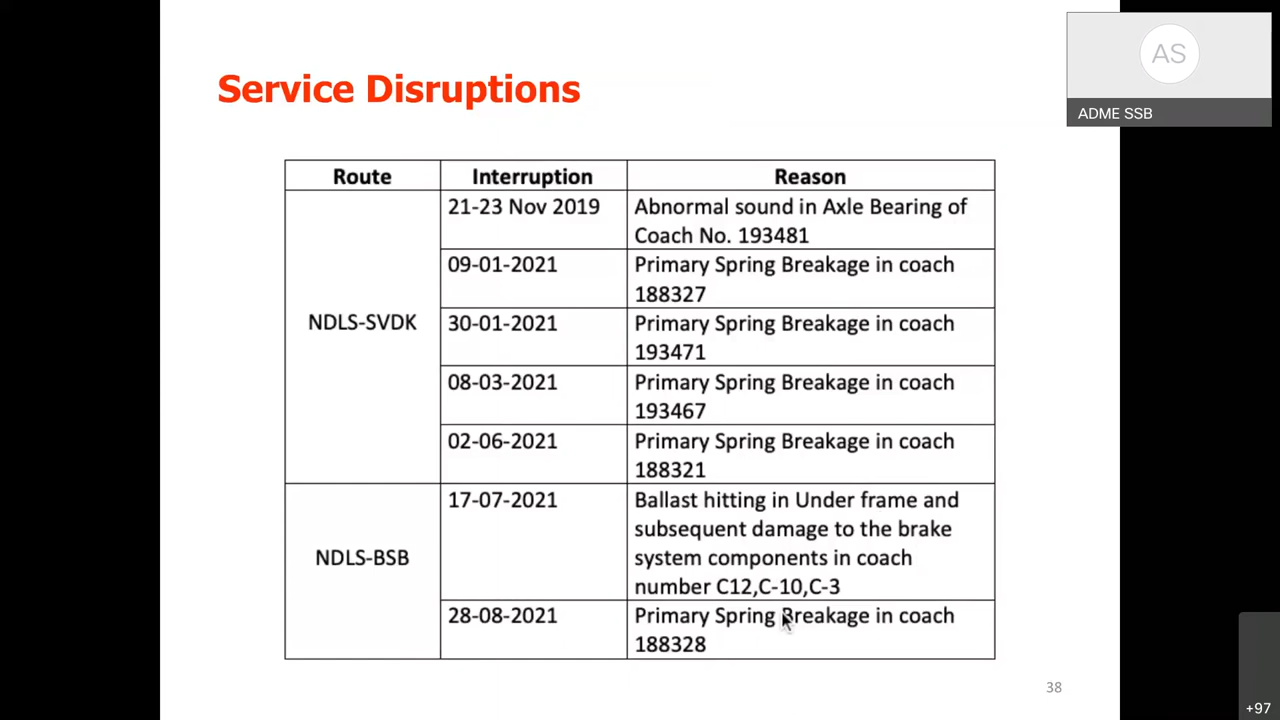 AS
ADME SSB
Service Disruptions
Route Interruption Reason
NDLS-SVDK
21-23 Nov 2019 Abnormal sound in Axle Bearing of
Coach No. 193481
09-01-2021 Primary Spring Breakage in coach
188327
30-01-2021 Primary Spring Breakage in coach
193471
08-03-2021 Primary Spring Breakage in coach
193467
02-06-2021 Primary Spring Breakage in coach
188321
NDLS-BSB
17-07-2021 Ballast hitting in Under frame and
subsequent damage to the brake
system components in coach
number C12,C-10,C-3
28-08-2021 Primary Spring Breakage in coach
188328
38
+97